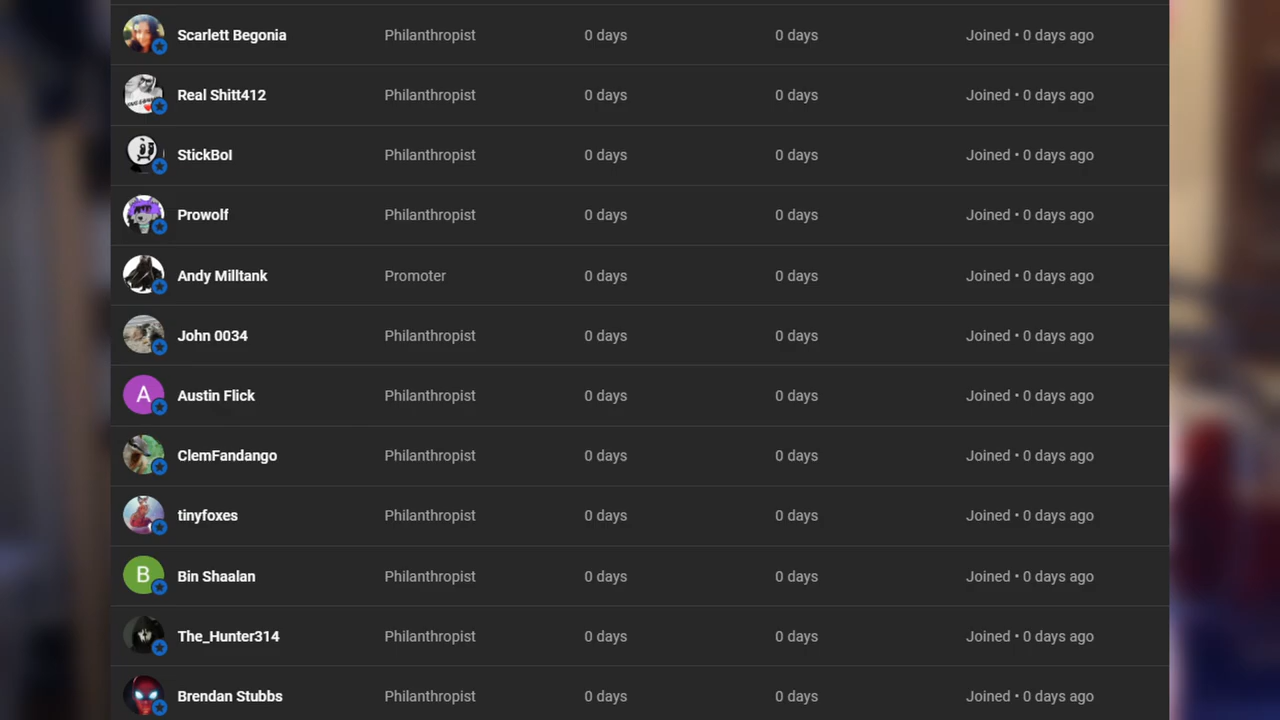 Scarlett Begonia Philanthropist 0 days 0 days Joined • 0 days ago
Real Shitt412 Philanthropist 0 days 0 days Joined • 0 days ago
StickBoI Philanthropist 0 days 0 days Joined • 0 days ago
Prowolf Philanthropist 0 days 0 days Joined • 0 days ago
Andy Milltank Promoter 0 days 0 days Joined • 0 days ago
John 0034 Philanthropist 0 days 0 days Joined • 0 days ago
A Austin Flick Philanthropist 0 days 0 days Joined • 0 days ago
ClemFandango Philanthropist 0 days 0 days Joined • 0 days ago
tinyfoxes Philanthropist 0 days 0 days Joined • 0 days ago
B Bin Shaalan Philanthropist 0 days 0 days Joined • 0 days ago
The_Hunter314 Philanthropist 0 days 0 days Joined • 0 days ago
Brendan Stubbs Philanthropist 0 days 0 days Joined • 0 days ago